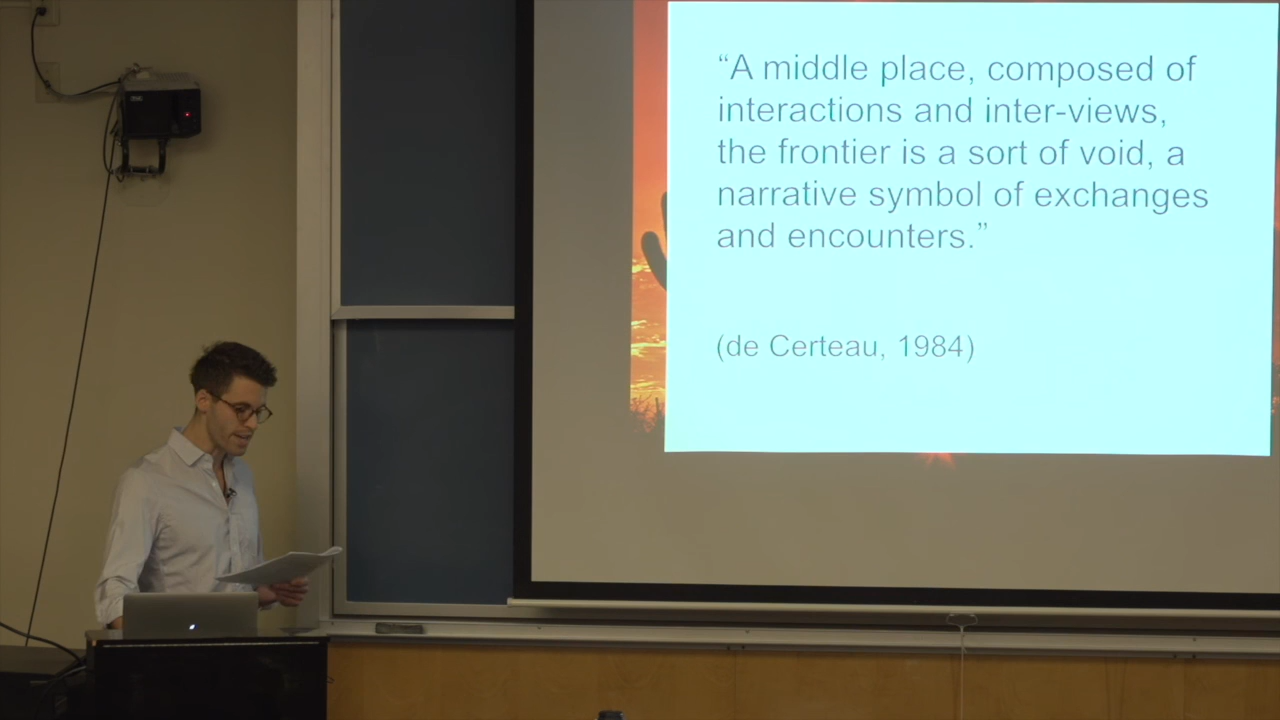 “A middle place, composed of
interactions and inter-views,
the frontier is a sort of void, a
narrative symbol of exchanges
and encounters.”
(de Certeau, 1984)